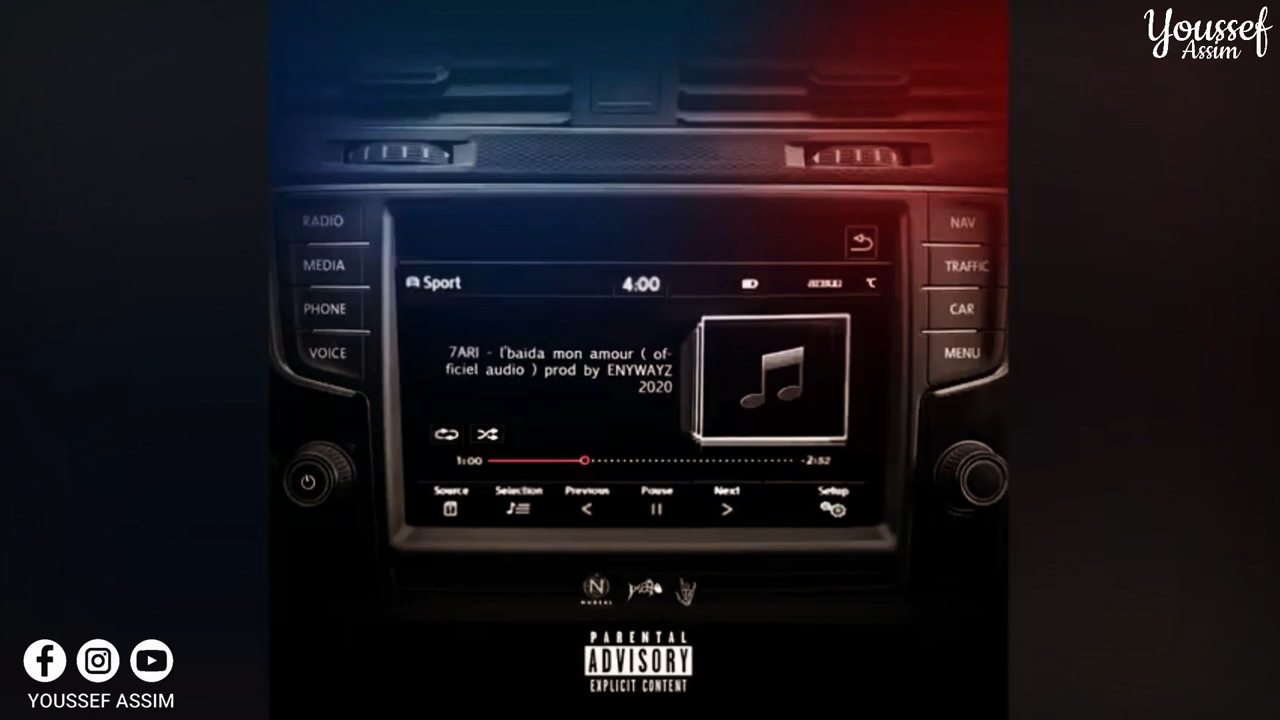 Youssef
Assim
RADIO
NAV
MEDIA
TRAFFIC
Sport
4:00
℃
PHONE
CAR
7ARI - l'baida mon amour ( of-
ficiel audio ) prod by ENYWAYZ
2020
VOICE
MENU
1:00
-2:52
Source
Selection
Previous
Pause
Next
Setup
N
PARENTAL
ADVISORY
EXPLICIT CONTENT
YOUSSEF ASSIM